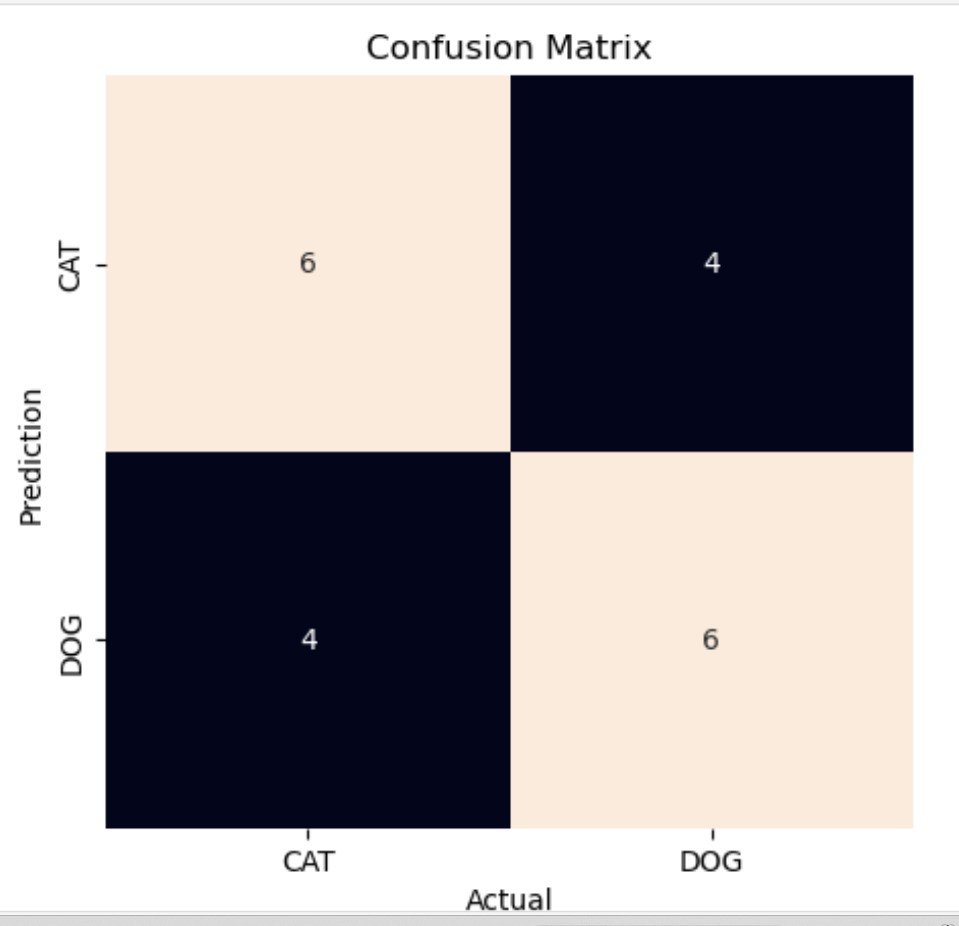 Confusion Matrix
CAT
6
4
Prediction
DOG
4
6
CAT
DOG
Actual